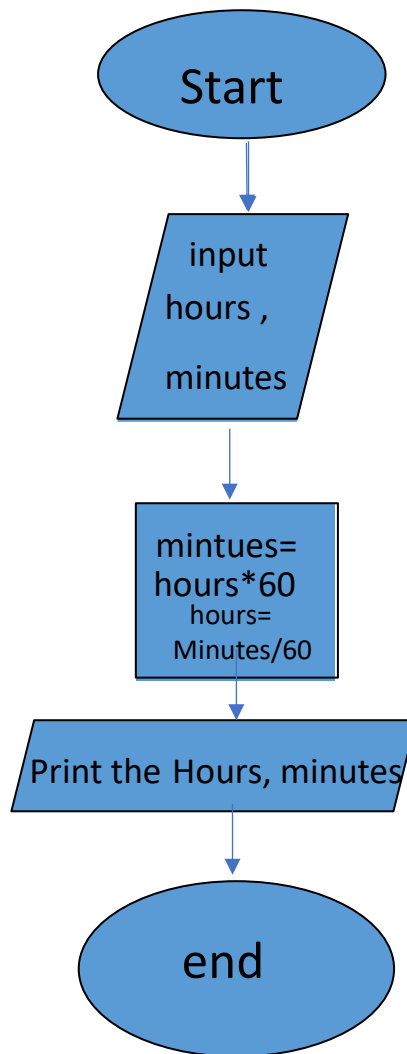 Start
input
hours ,
minutes
mintues=
hours*60
hours=
Minutes/60
Print the Hours, minutes
end